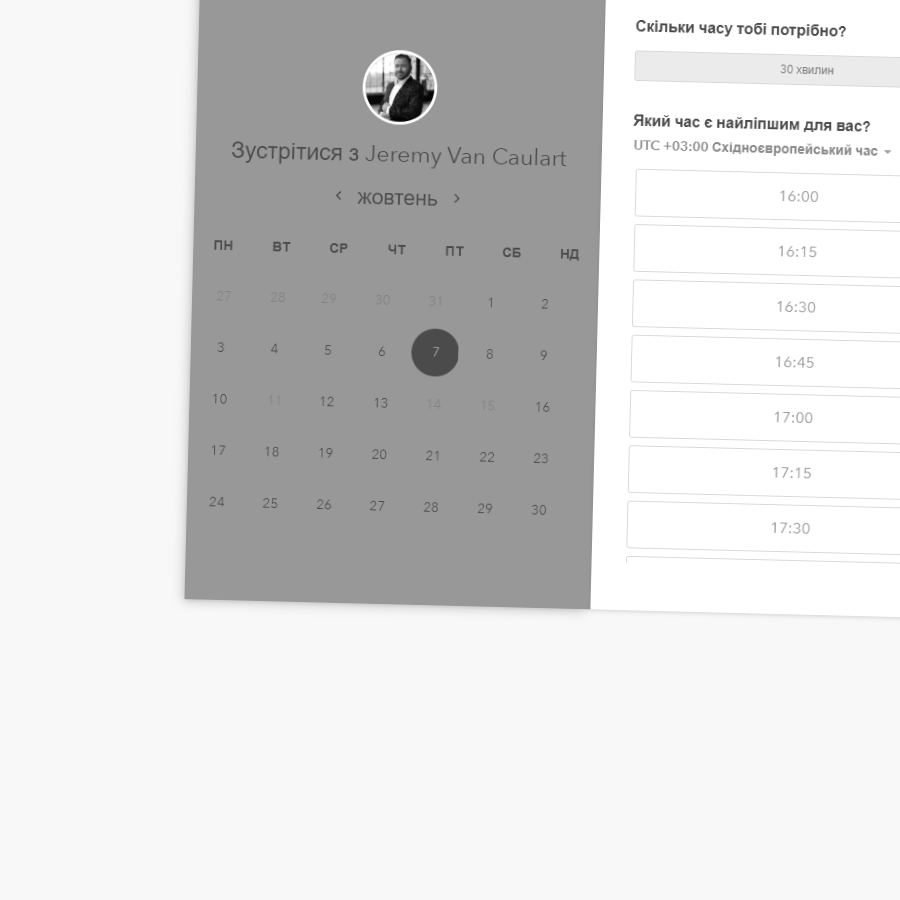 Зустрітися з Jeremy Van Caulart
жовтень
ПН ВТ СР ЧТ ПТ СБ НД
27 28 29 30 31 1 2
3 4 5 6 7 8 9
10 11 12 13 14 15 16
17 18 19 20 21 22 23
24 25 26 27 28 29 30
Скільки часу тобі потрібно?
30 хвилин
Який час є найліпшим для вас?
UTC +03:00 Східноєвропейський час
16:00
16:15
16:30
16:45
17:00
17:15
17:30